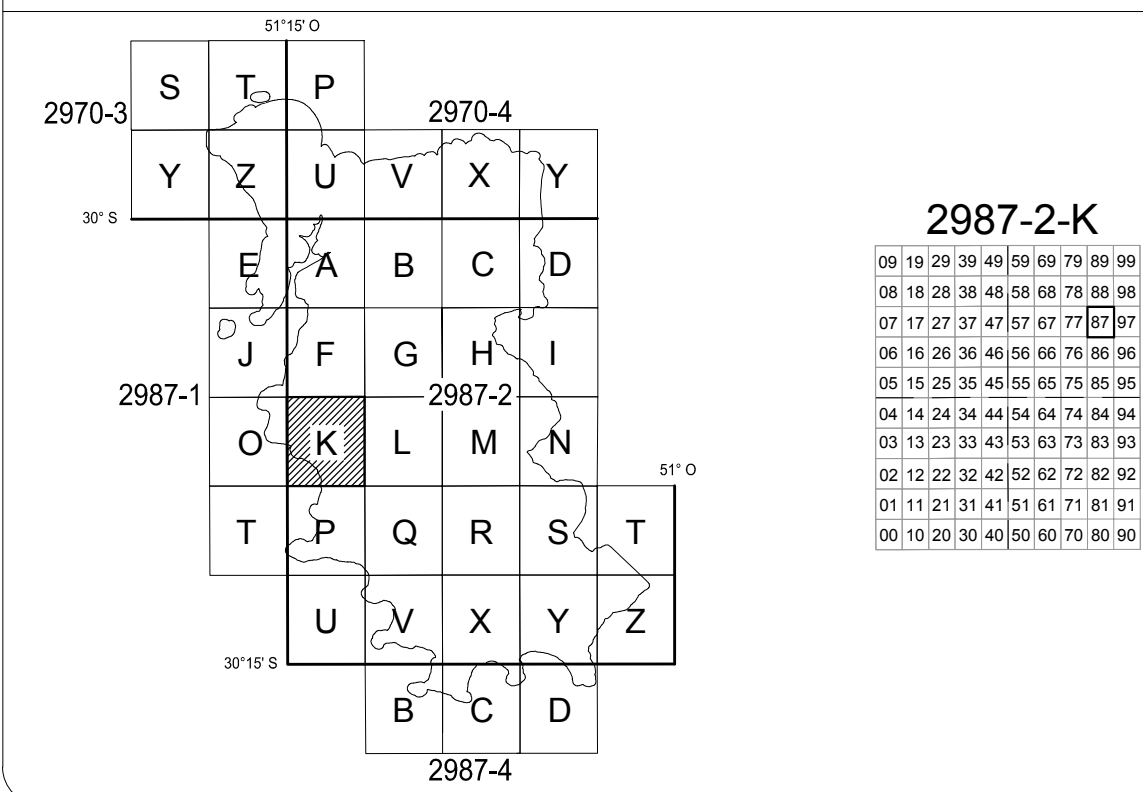 51°15' O
S T P
2970-3 2970-4
Y Z U V X Y
30° S
E A B C D
J F G H I
2987-1 2987-2
O K L M N
51° O
T P Q R S T
U V X Y Z
30°15' S
B C D
2987-4
2987-2-K
09 19 29 39 49 59 69 79 89 99
08 18 28 38 48 58 68 78 88 98
07 17 27 37 47 57 67 77 87 97
06 16 26 36 46 56 66 76 86 96
05 15 25 35 45 55 65 75 85 95
04 14 24 34 44 54 64 74 84 94
03 13 23 33 43 53 63 73 83 93
02 12 22 32 42 52 62 72 82 92
01 11 21 31 41 51 61 71 81 91
00 10 20 30 40 50 60 70 80 90